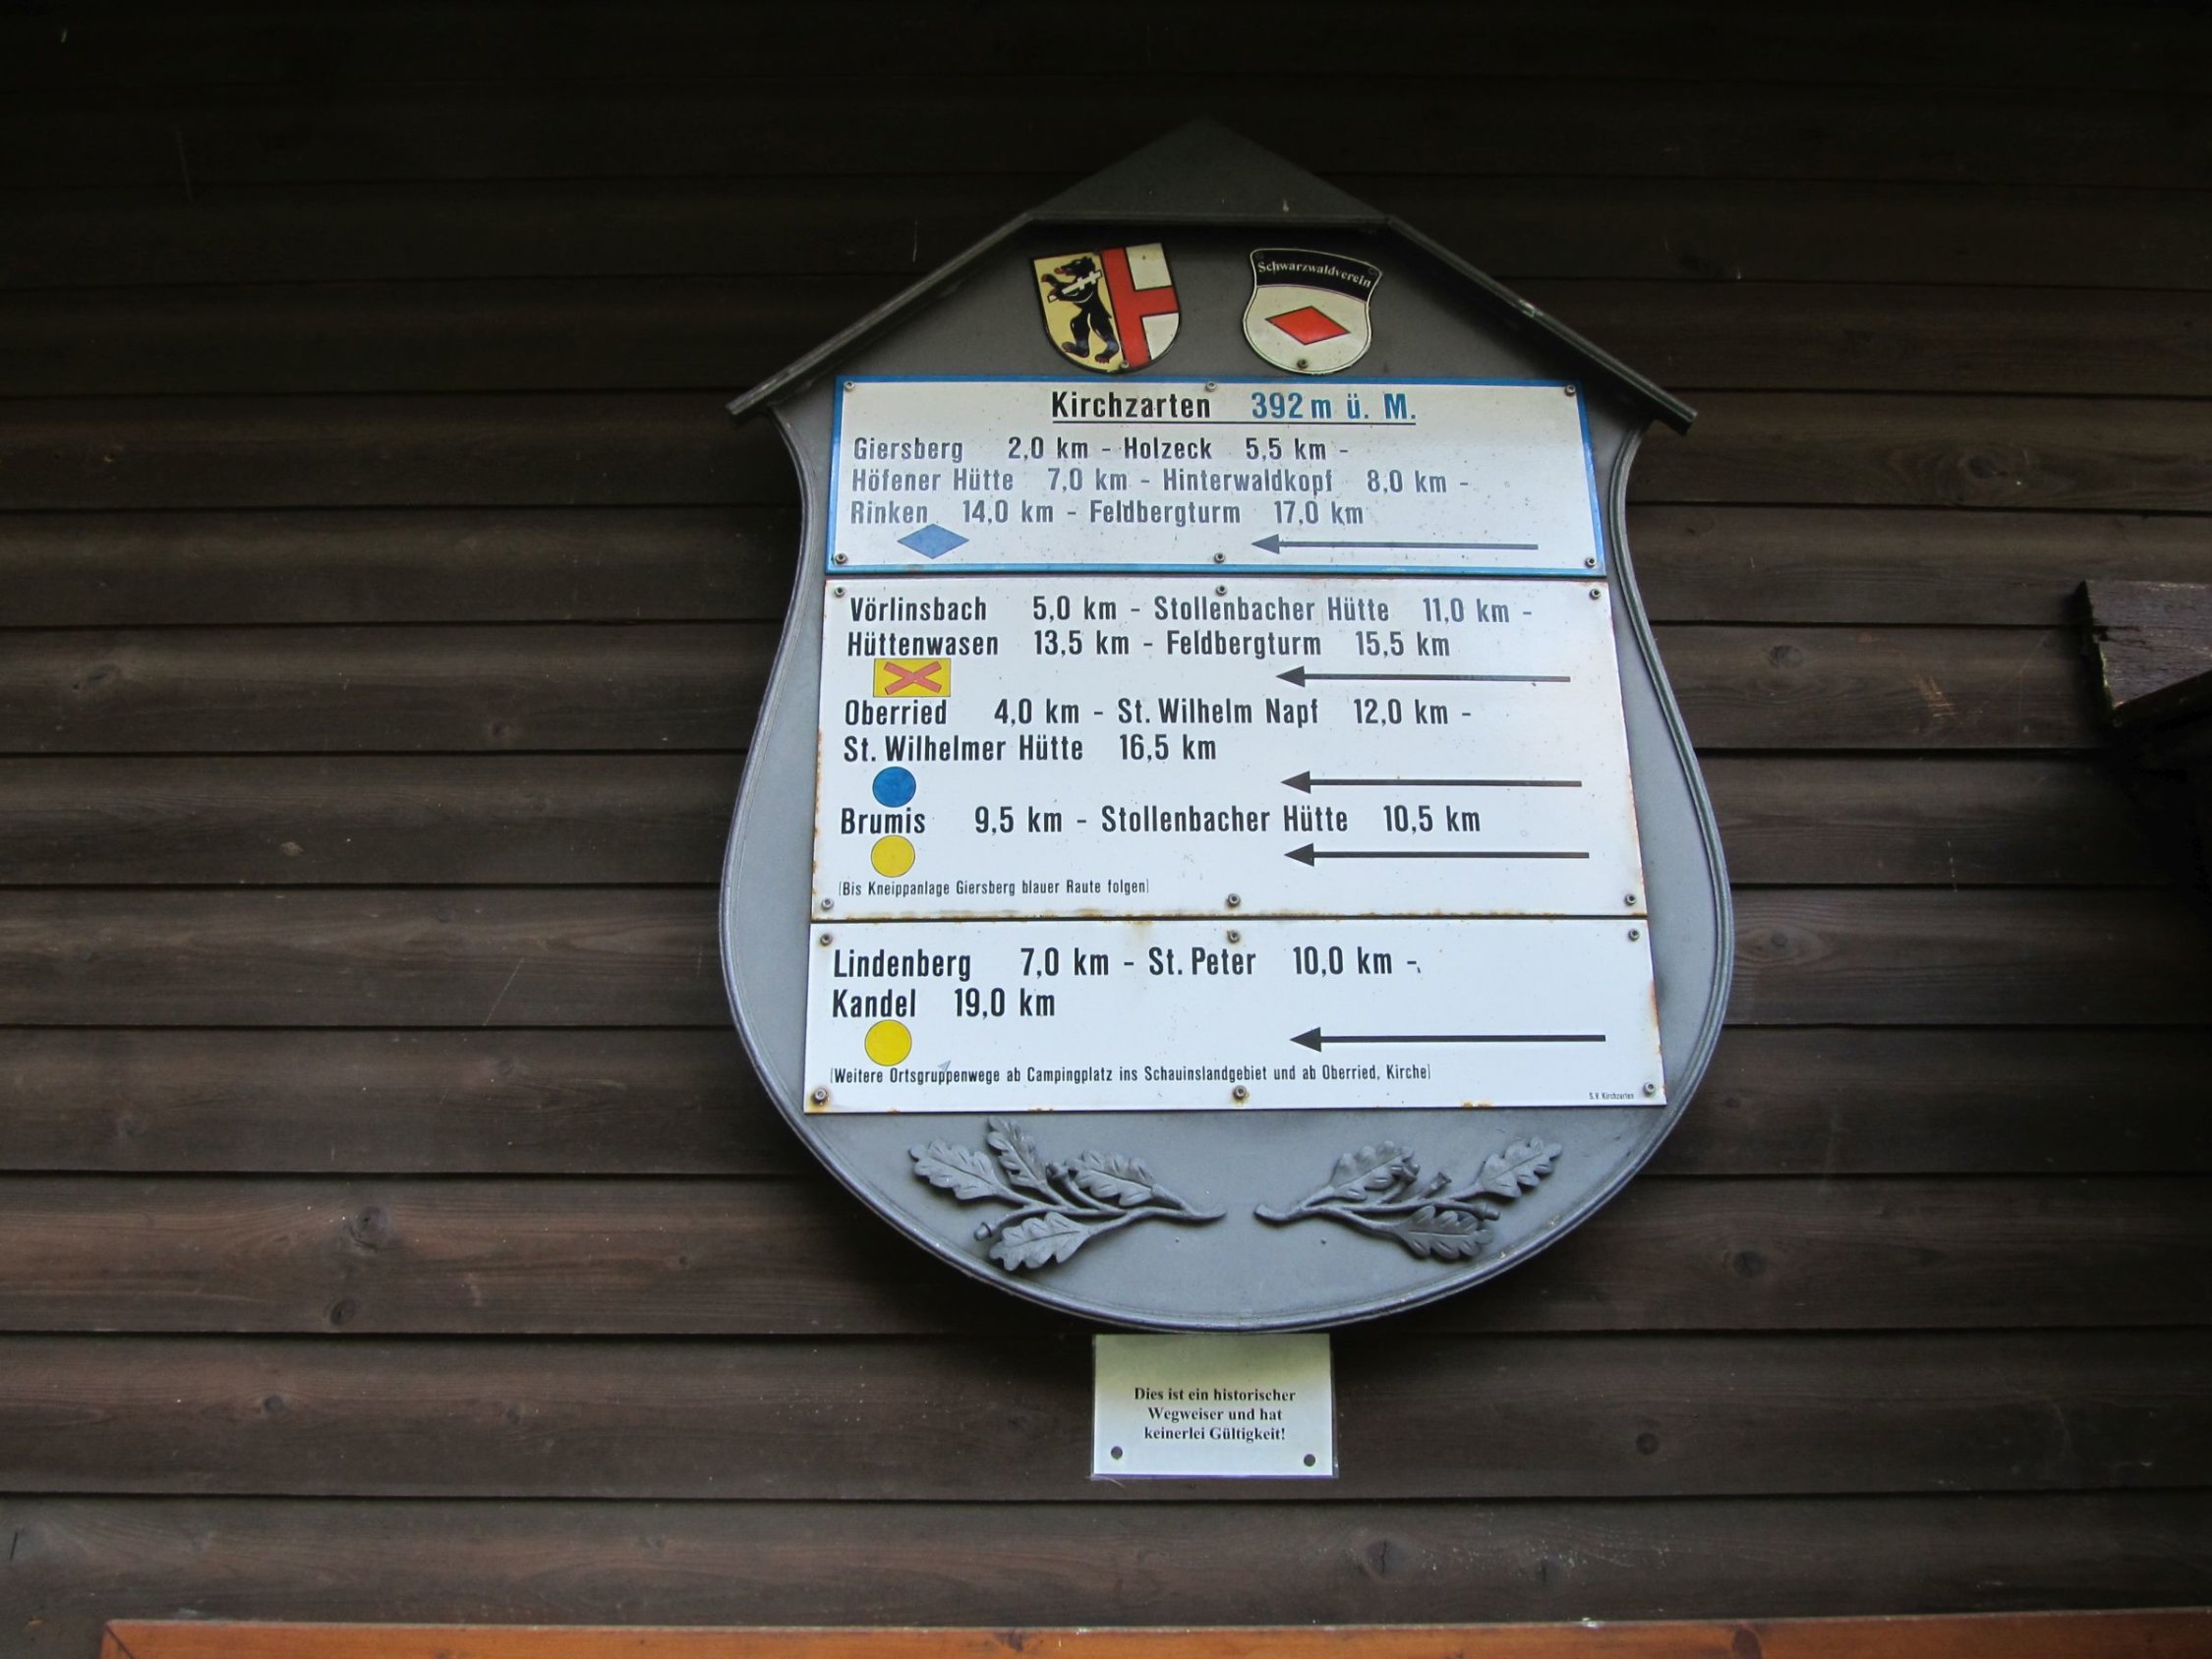 Schwarzwaldverein
Kirchzarten 392 m ü. M.
Giersberg 2,0 km - Holzeck 5,5 km -
Höfener Hütte 7,0 km - Hinterwaldkopf 8,0 km -
Rinken 14,0 km - Feldbergturm 17,0 km
Vörlinsbach 5,0 km - Stollenbacher Hütte 11,0 km -
Hüttenwasen 13,5 km - Feldbergturm 15,5 km
Oberried 4,0 km - St. Wilhelm Napf 12,0 km -
St. Wilhelmer Hütte 16,5 km
Brumis 9,5 km - Stollenbacher Hütte 10,5 km
[Bis Kneippanlage Giersberg blauer Raute folgen]
Lindenberg 7,0 km - St. Peter 10,0 km -
Kandel 19,0 km
[Weitere Ortsgruppenwege ab Campingplatz ins Schauinslandgebiet und ab Oberried, Kirche]
Kirchzarten
Dies ist ein historischer
Wegweiser und hat
keinerlei Gültigkeit!